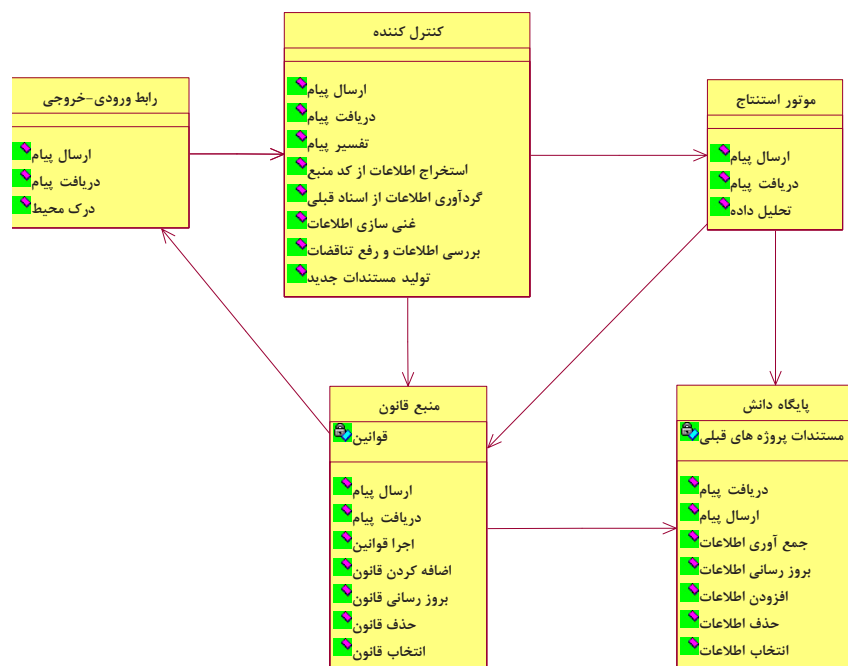 کنترل کننده
ارسال پیام
دریافت پیام
تفسیر پیام
استخراج اطلاعات از کد منبع
گردآوری اطلاعات از اسناد قبلی
غنی سازی اطلاعات
بررسی اطلاعات و رفع تناقضات
تولید مستندات جدید
موتور استنتاج
ارسال پیام
دریافت پیام
تحلیل داده
رابط ورودی-خروجی
ارسال پیام
دریافت پیام
درک محیط
پایگاه دانش
مستندات پروژه های قبلی
دریافت پیام
ارسال پیام
جمع آوری اطلاعات
بروز رسانی اطلاعات
افزودن اطلاعات
حذف اطلاعات
انتخاب اطلاعات
منبع قانون
قوانین
ارسال پیام
دریافت پیام
اجرا قوانین
اضافه کردن قانون
بروز رسانی قانون
حذف قانون
انتخاب قانون